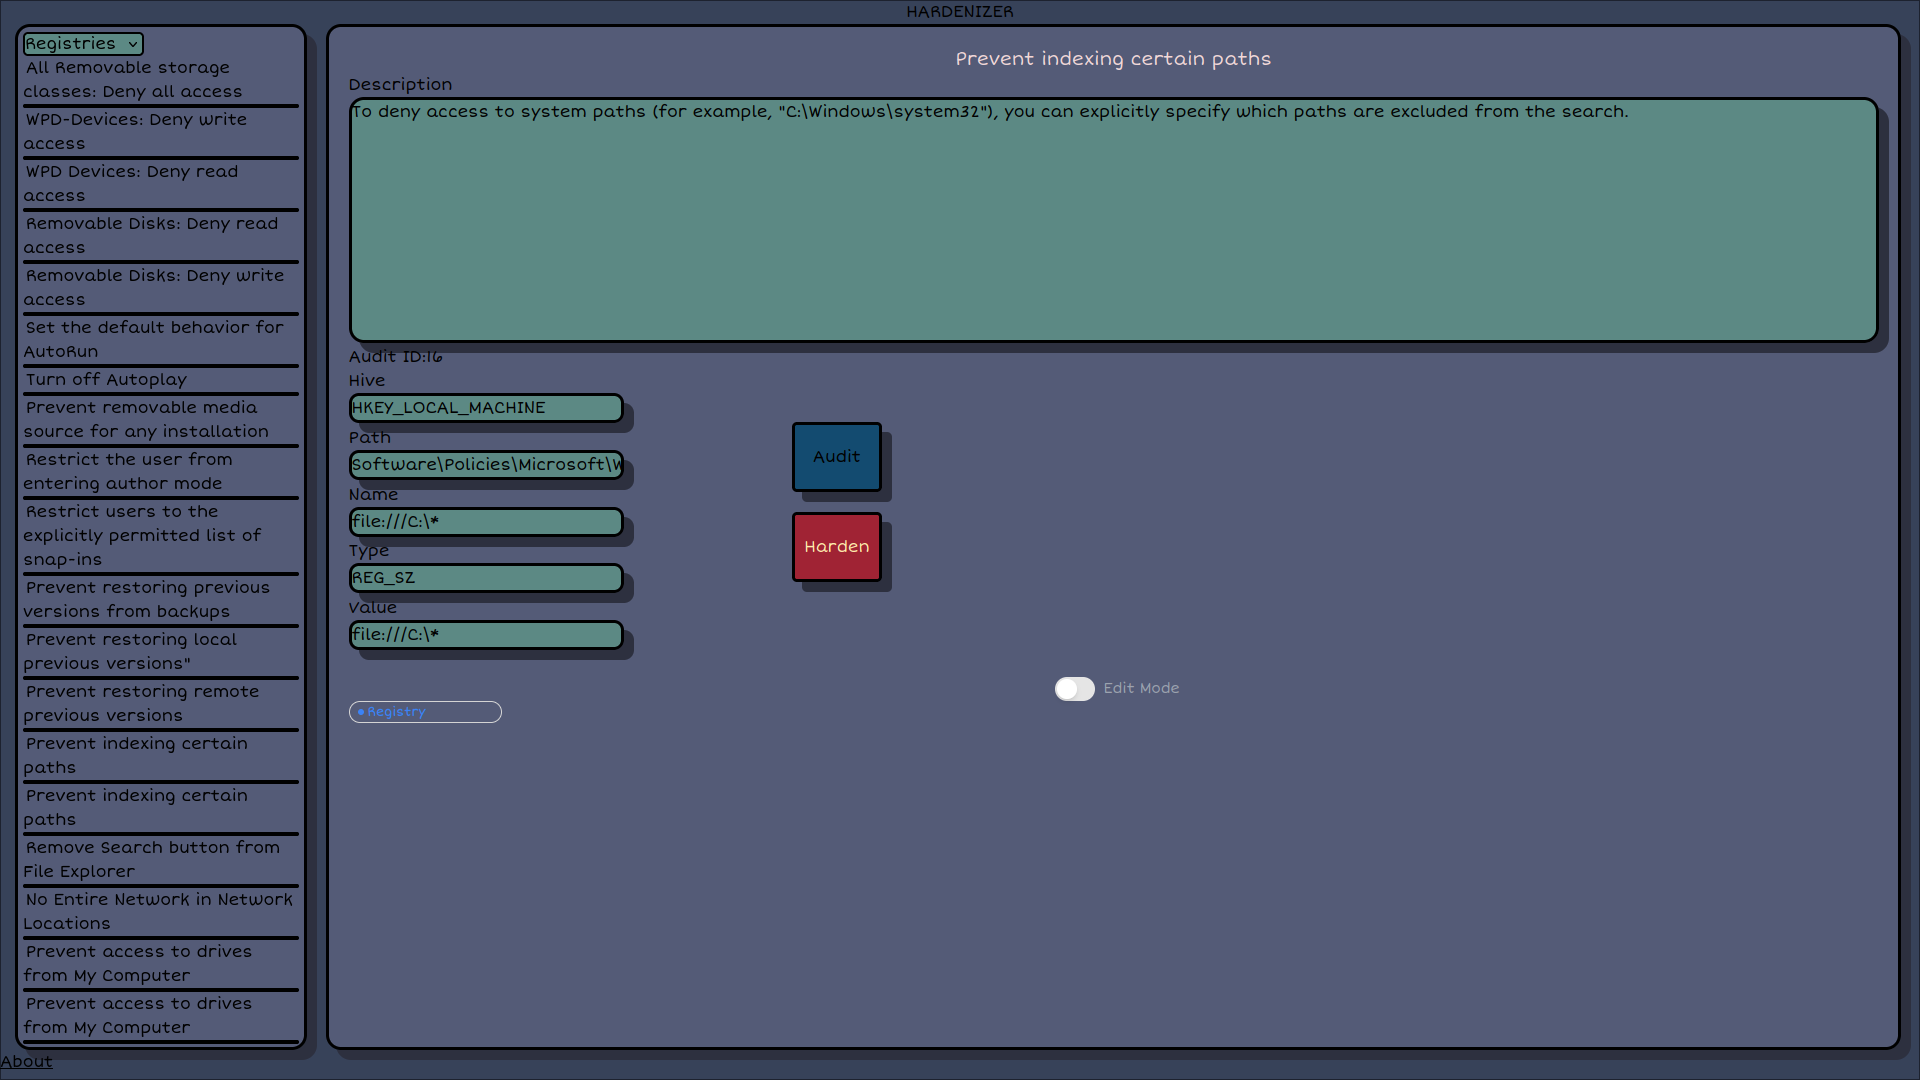 HARDENIZER
Registries
All Removable storage
classes: Deny all access
WPD-Devices: Deny write
access
WPD Devices: Deny read
access
Removable Disks: Deny read
access
Removable Disks: Deny write
access
Set the default behavior for
AutoRun
Turn off Autoplay
Prevent removable media
source for any installation
Restrict the user from
entering author mode
Restrict users to the
explicitly permitted list of
snap-ins
Prevent restoring previous
versions from backups
Prevent restoring local
previous versions"
Prevent restoring remote
previous versions
Prevent indexing certain
paths
Prevent indexing certain
paths
Remove Search button from
File Explorer
No Entire Network in Network
Locations
Prevent access to drives
from My Computer
Prevent access to drives
from My Computer
About
Prevent indexing certain paths
Description
To deny access to system paths (for example, "C:\Windows\system32"), you can explicitly specify which paths are excluded from the search.
Audit ID:16
Hive
HKEY_LOCAL_MACHINE
Path
Software\Policies\Microsoft\W
Name
file:///C:\*
Type
REG_SZ
Value
file:///C:\*
Audit
Harden
Edit Mode
Registry